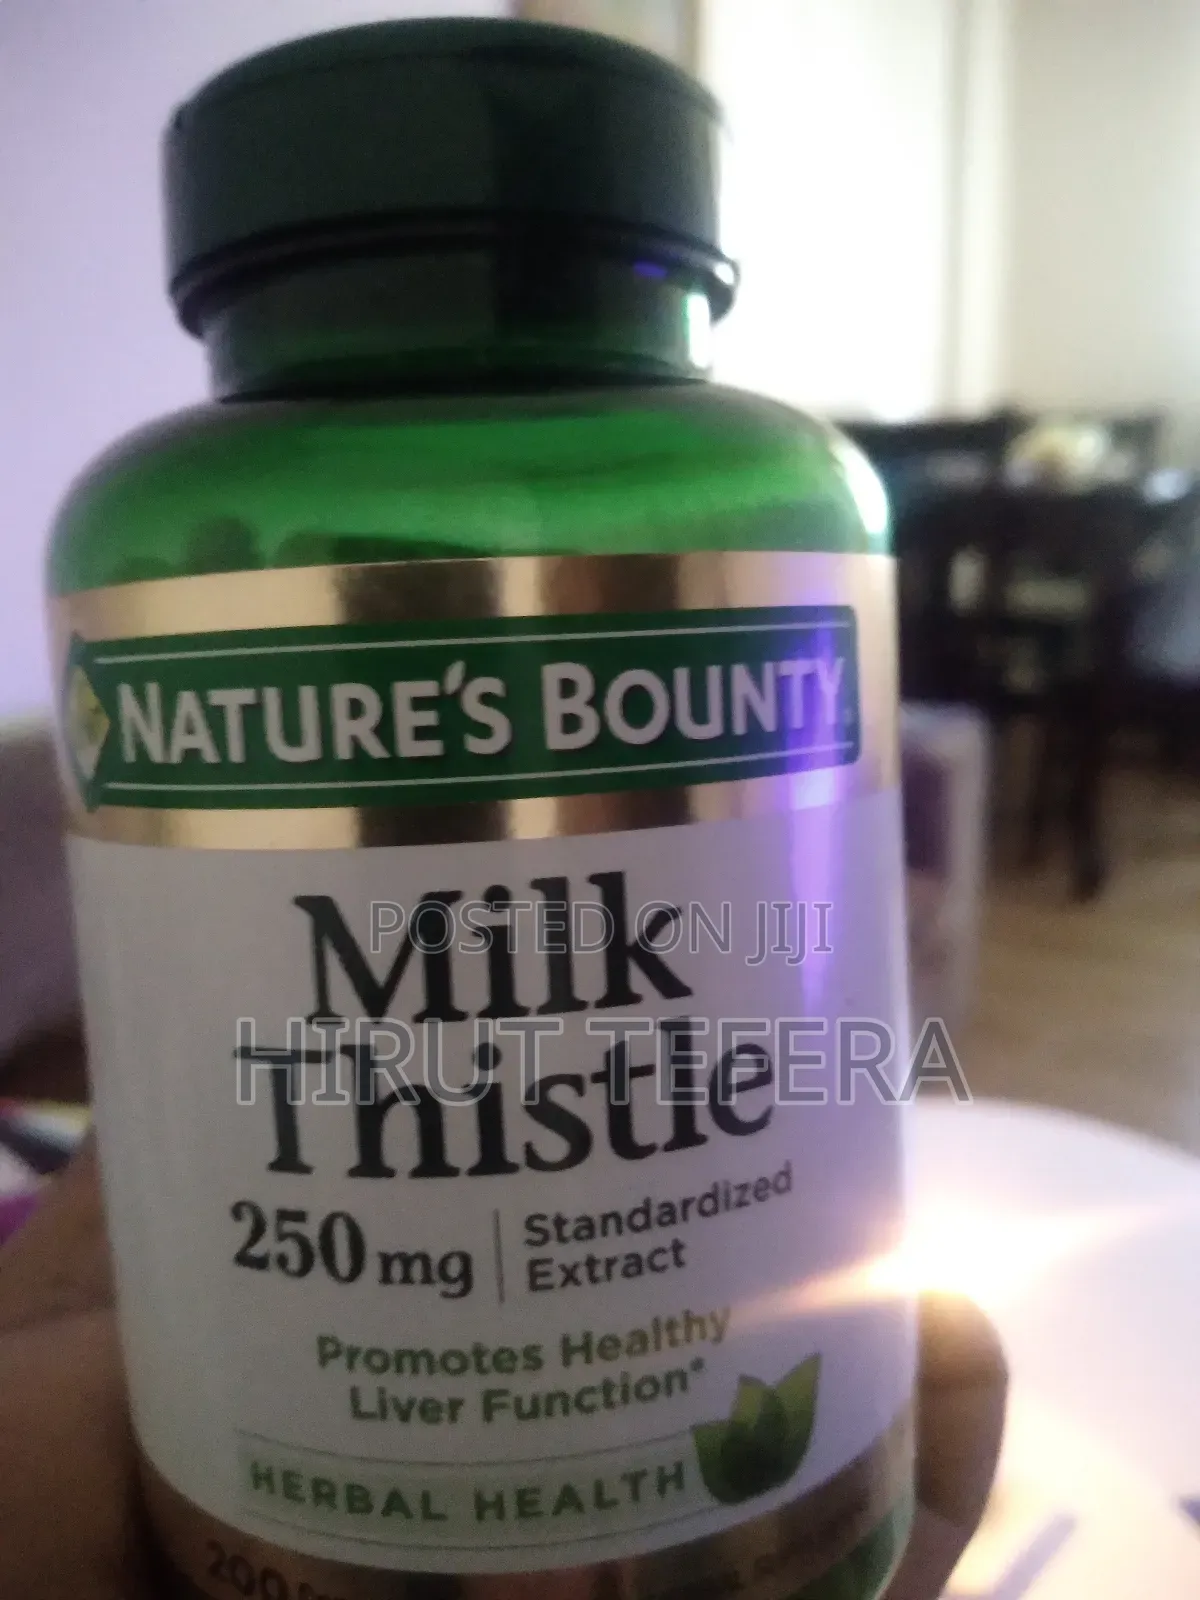 NATURE'S BOUNTY
Milk
POSTED ON JIJI
HIRUT TEFERA
Thistle
250 mg
Standardized
Extract
Promotes Healthy
Liver Function*
HERBAL HEALTH
200